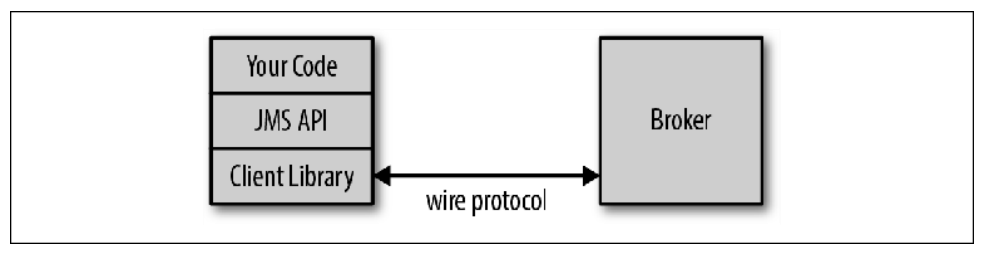 Your Code
JMS API
Client Library
wire protocol
Broker